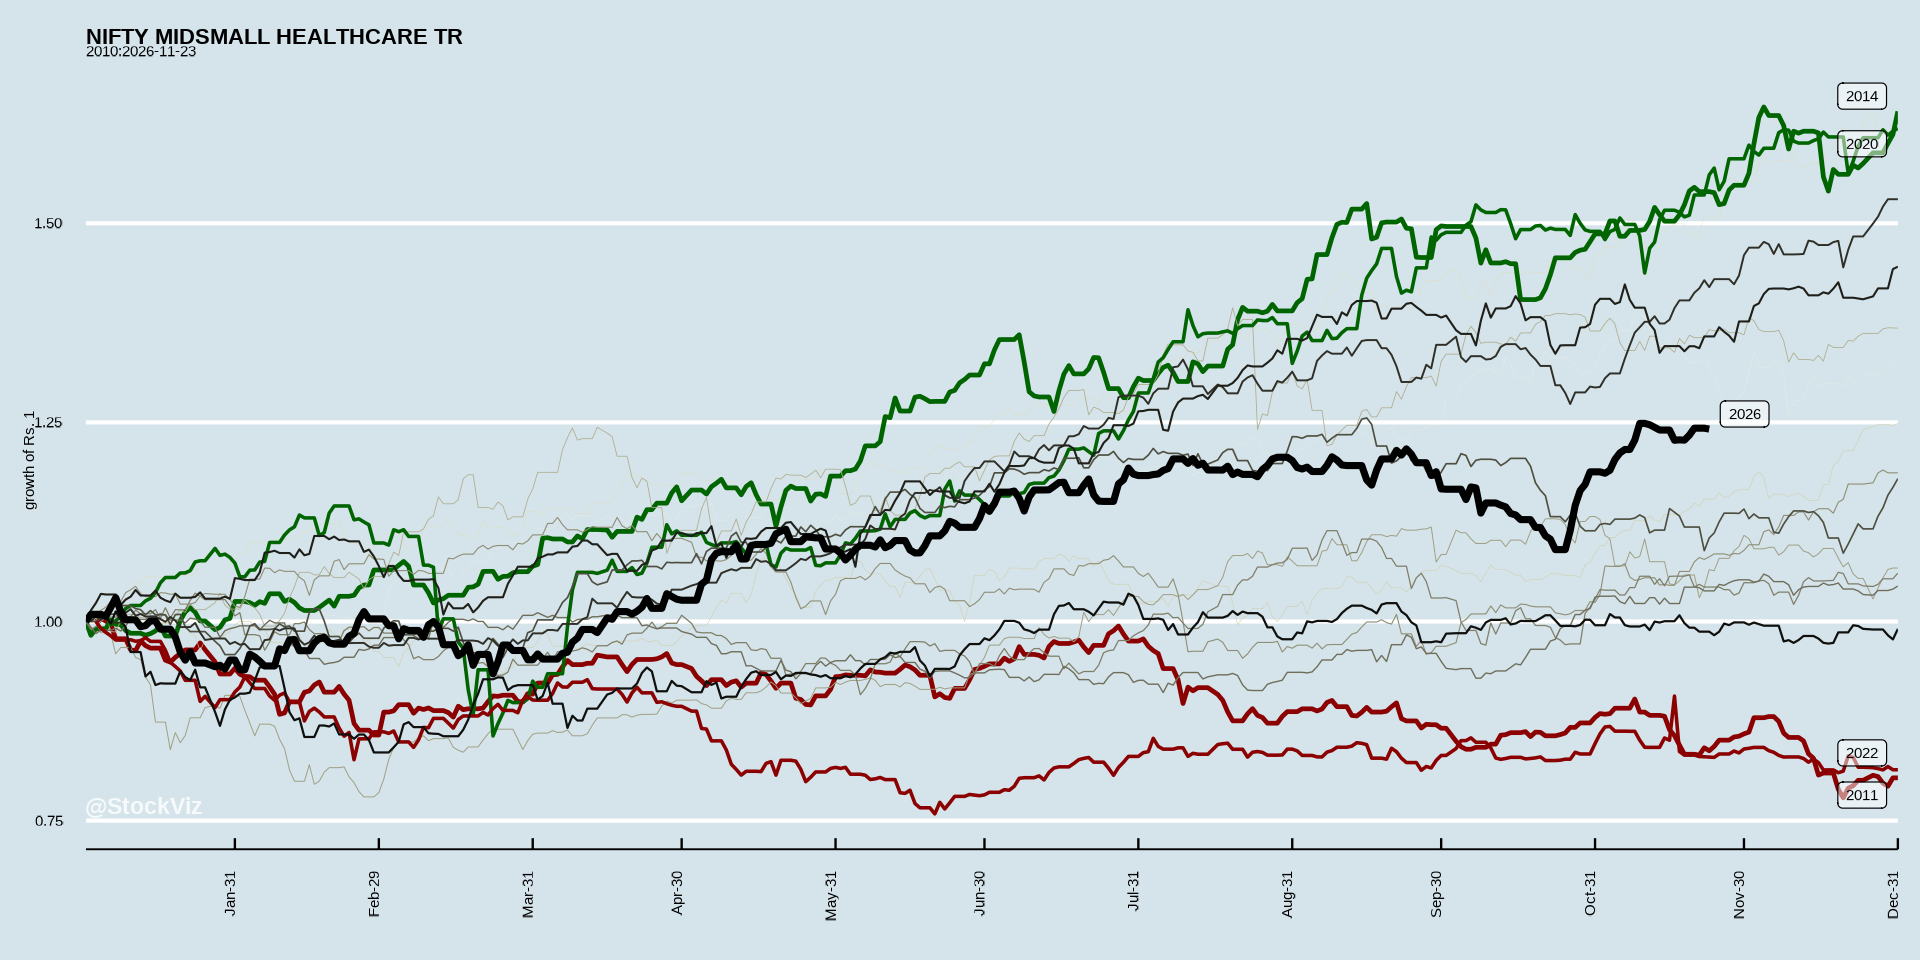 NIFTY MIDSMALL HEALTHCARE TR
2010:2026-11-23
2014
2020
1.50
1.25
2026
growth of Rs. 1
1.00
2022
2011
@StockViz
0.75
Jan-31
Feb-29
Mar-31
Apr-30
May-31
Jun-30
Jul-31
Aug-31
Sep-30
Oct-31
Nov-30
Dec-31